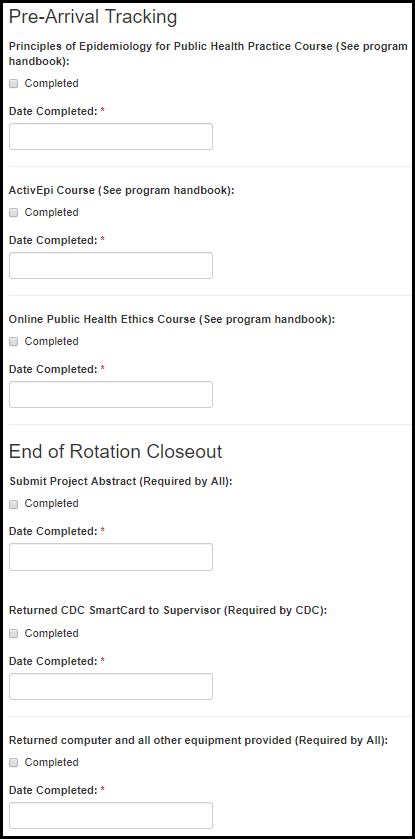 Pre-Arrival Tracking
Principles of Epidemiology for Public Health Practice Course (See program
handbook):
Completed
Date Completed: *
ActivEpi Course (See program handbook):
Completed
Date Completed: *
Online Public Health Ethics Course (See program handbook):
Completed
Date Completed: *
End of Rotation Closeout
Submit Project Abstract (Required by All):
Completed
Date Completed: *
Returned CDC SmartCard to Supervisor (Required by CDC):
Completed
Date Completed: *
Returned computer and all other equipment provided (Required by All):
Completed
Date Completed: *